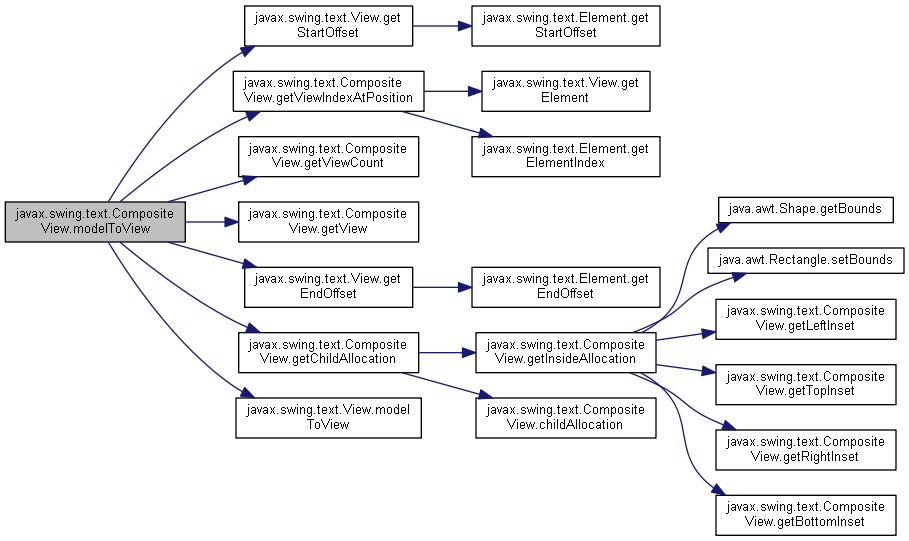 javax.swing.text.Composite
View.modelToView
javax.swing.text.View.get
StartOffset
javax.swing.text.Element.get
StartOffset
javax.swing.text.Composite
View.getViewIndexAtPosition
javax.swing.text.View.get
Element
javax.swing.text.Element.get
ElementIndex
javax.swing.text.Composite
View.getViewCount
javax.swing.text.Composite
View.getView
javax.swing.text.View.get
EndOffset
javax.swing.text.Element.get
EndOffset
javax.swing.text.Composite
View.getChildAllocation
javax.swing.text.Composite
View.getInsideAllocation
java.awt.Shape.getBounds
java.awt.Rectangle.setBounds
javax.swing.text.Composite
View.getLeftInset
javax.swing.text.Composite
View.getTopInset
javax.swing.text.Composite
View.getRightInset
javax.swing.text.Composite
View.getBottomInset
javax.swing.text.Composite
View.childAllocation
javax.swing.text.View.model
ToView